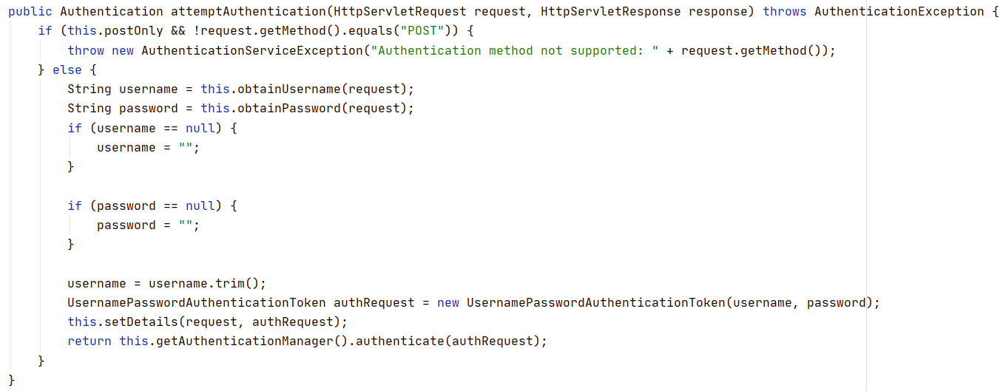 public Authentication attemptAuthentication(HttpServletRequest request, HttpServletResponse response) throws AuthenticationException {
    if (this.postOnly && !request.getMethod().equals("POST")) {
        throw new AuthenticationServiceException("Authentication method not supported: " + request.getMethod());
    } else {
        String username = this.obtainUsername(request);
        String password = this.obtainPassword(request);
        if (username == null) {
            username = "";
        }

        if (password == null) {
            password = "";
        }

        username = username.trim();
        UsernamePasswordAuthenticationToken authRequest = new UsernamePasswordAuthenticationToken(username, password);
        this.setDetails(request, authRequest);
        return this.getAuthenticationManager().authenticate(authRequest);
    }
}